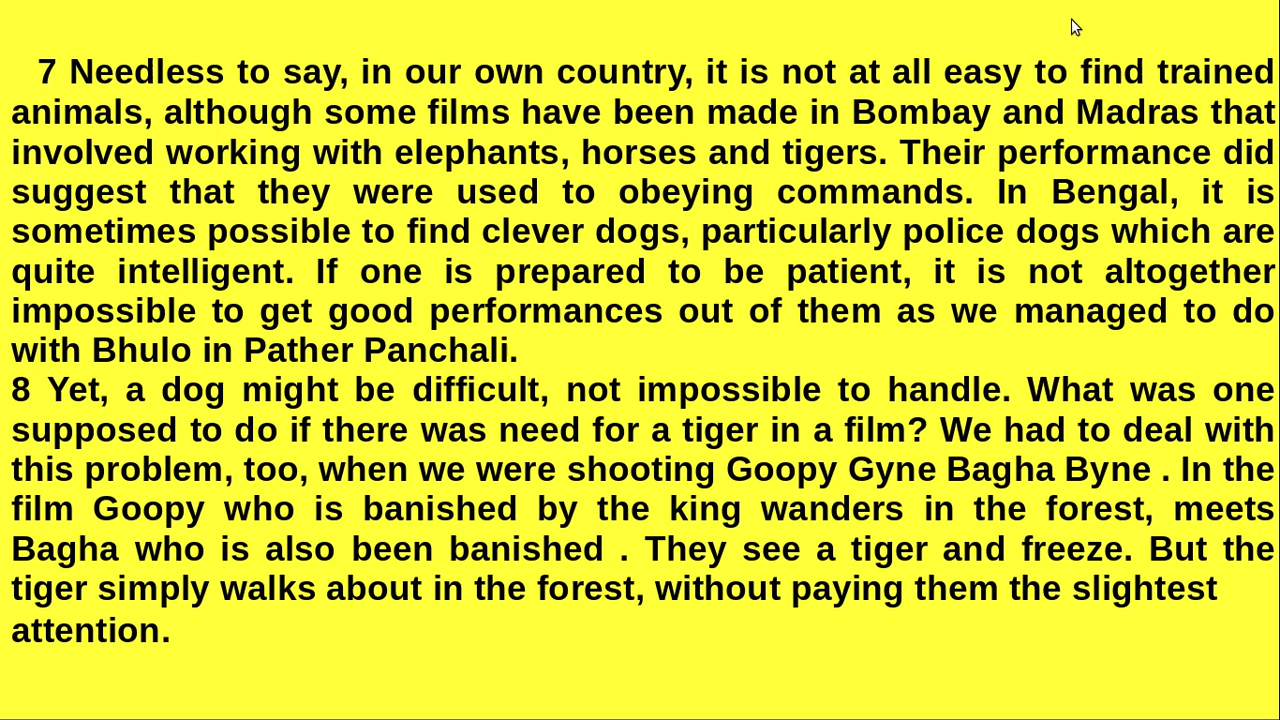 7 Needless to say, in our own country, it is not at all easy to find trained
animals, although some films have been made in Bombay and Madras that
involved working with elephants, horses and tigers. Their performance did
suggest that they were used to obeying commands. In Bengal, it is
sometimes possible to find clever dogs, particularly police dogs which are
quite intelligent. If one is prepared to be patient, it is not altogether
impossible to get good performances out of them as we managed to do
with Bhulo in Pather Panchali.
8 Yet, a dog might be difficult, not impossible to handle. What was one
supposed to do if there was need for a tiger in a film? We had to deal with
this problem, too, when we were shooting Goopy Gyne Bagha Byne . In the
film Goopy who is banished by the king wanders in the forest, meets
Bagha who is also been banished . They see a tiger and freeze. But the
tiger simply walks about in the forest, without paying them the slightest
attention.